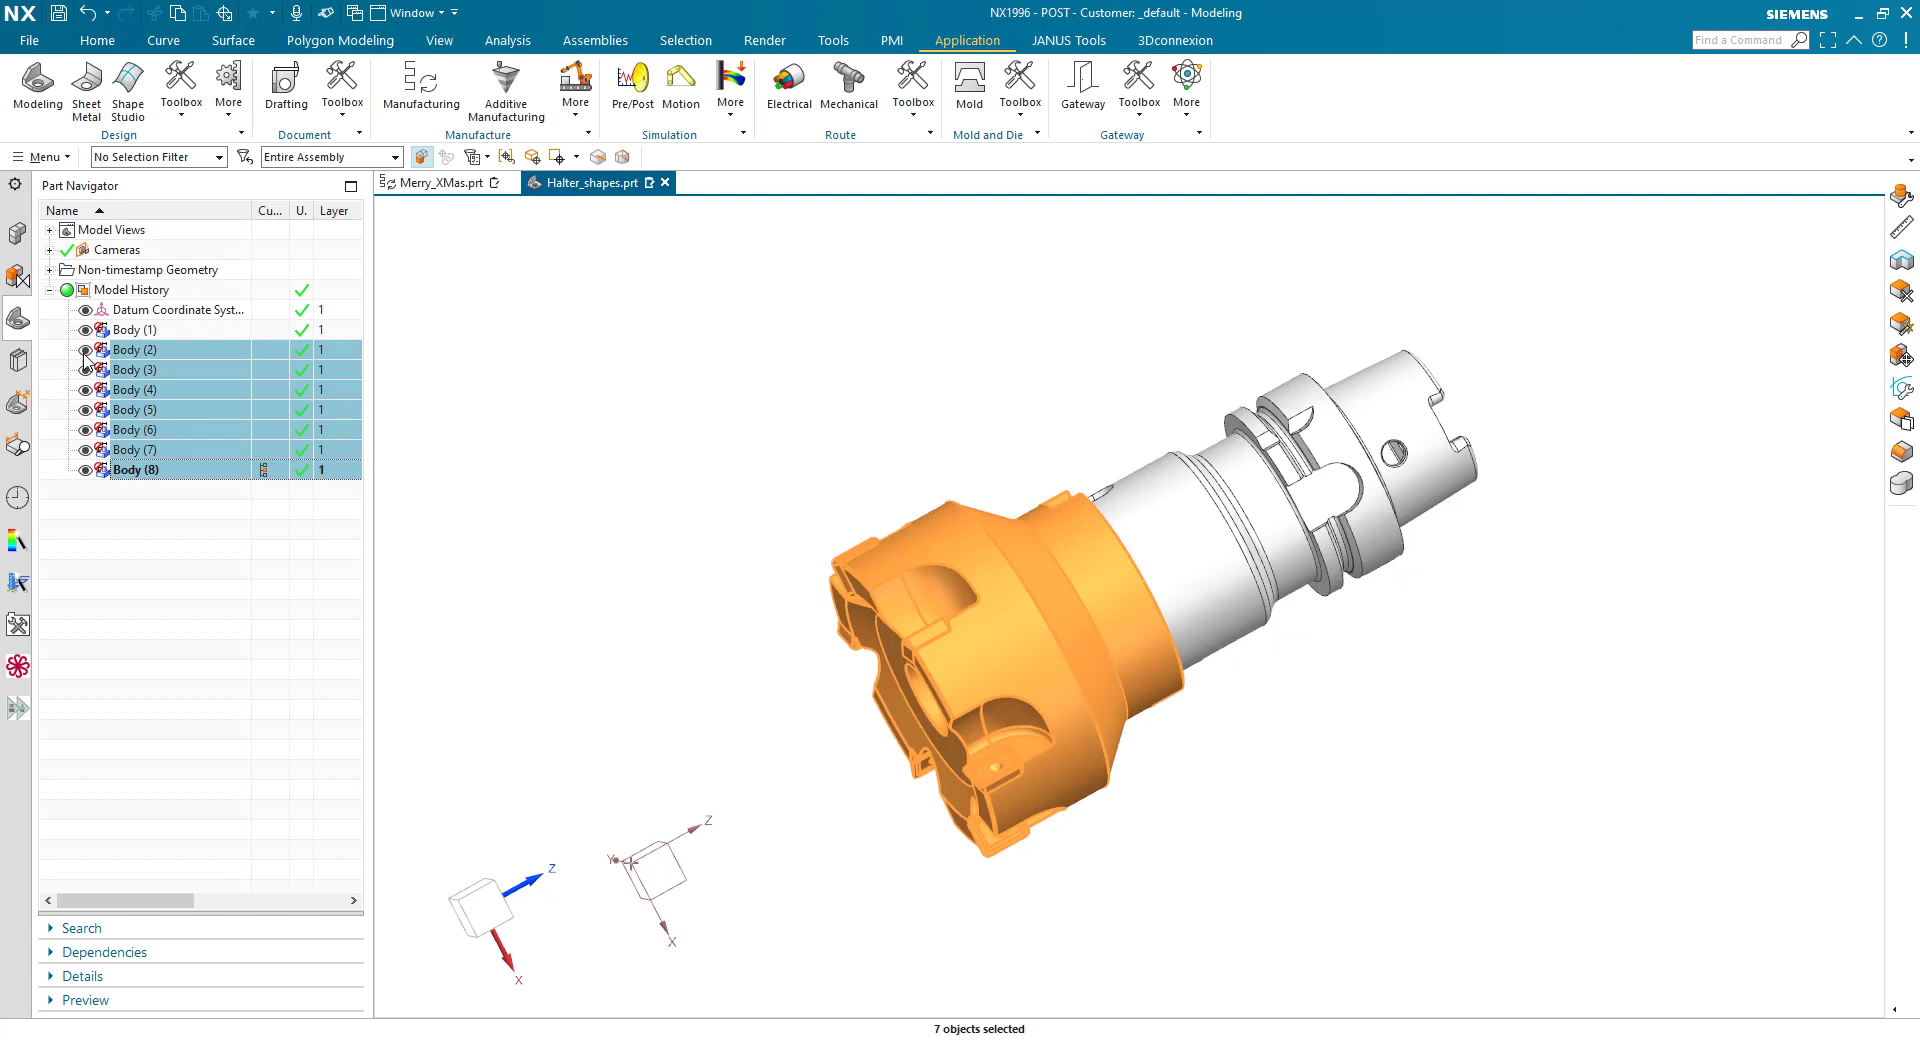 NX
Window
NX1996 - POST - Customer: _default - Modeling
SIEMENS
File
Home
Curve
Surface
Polygon Modeling
View
Analysis
Assemblies
Selection
Render
Tools
PMI
Application
JANUS Tools
3Dconnexion
Find a Command
Modeling
Sheet Metal
Shape Studio
Toolbox
More
Drafting
Toolbox
Manufacturing
Additive Manufacturing
More
Pre/Post
Motion
More
Electrical
Mechanical
Toolbox
Mold
Toolbox
Gateway
Toolbox
More
Design
Document
Manufacture
Simulation
Route
Mold and Die
Gateway
Menu
No Selection Filter
Entire Assembly
Part Navigator
Merry_XMas.prt
Halter_shapes.prt
Name
Cu...
U.
Layer
Model Views
Cameras
Non-timestamp Geometry
Model History
Datum Coordinate Syst...
1
Body (1)
1
Body (2)
1
Body (3)
1
Body (4)
1
Body (5)
1
Body (6)
1
Body (7)
1
Body (8)
1
Z
Y
X
Z
X
Search
Dependencies
Details
Preview
7 objects selected